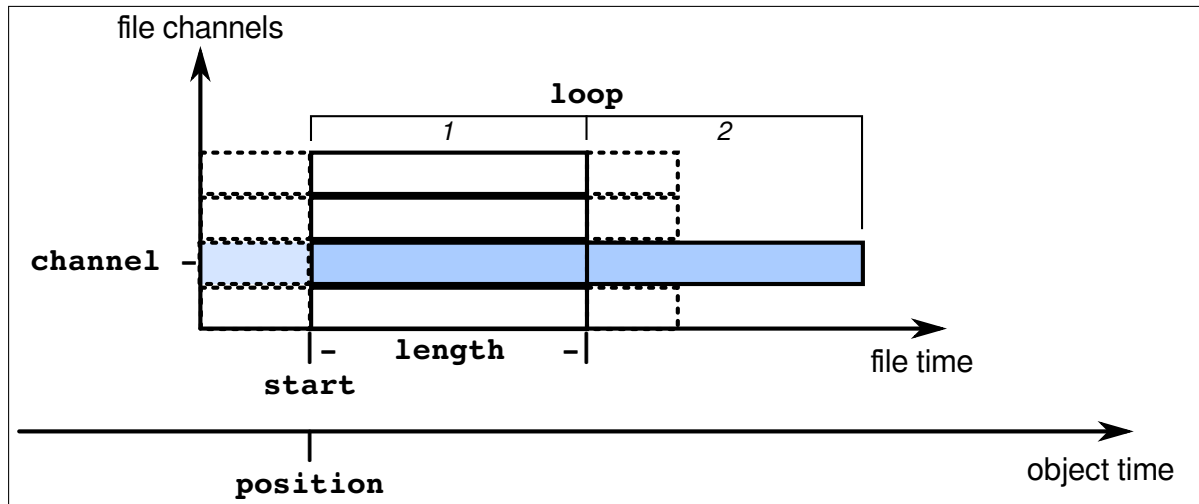 file channels
loop
1 2
channel -
- length -
file time
start
object time
position